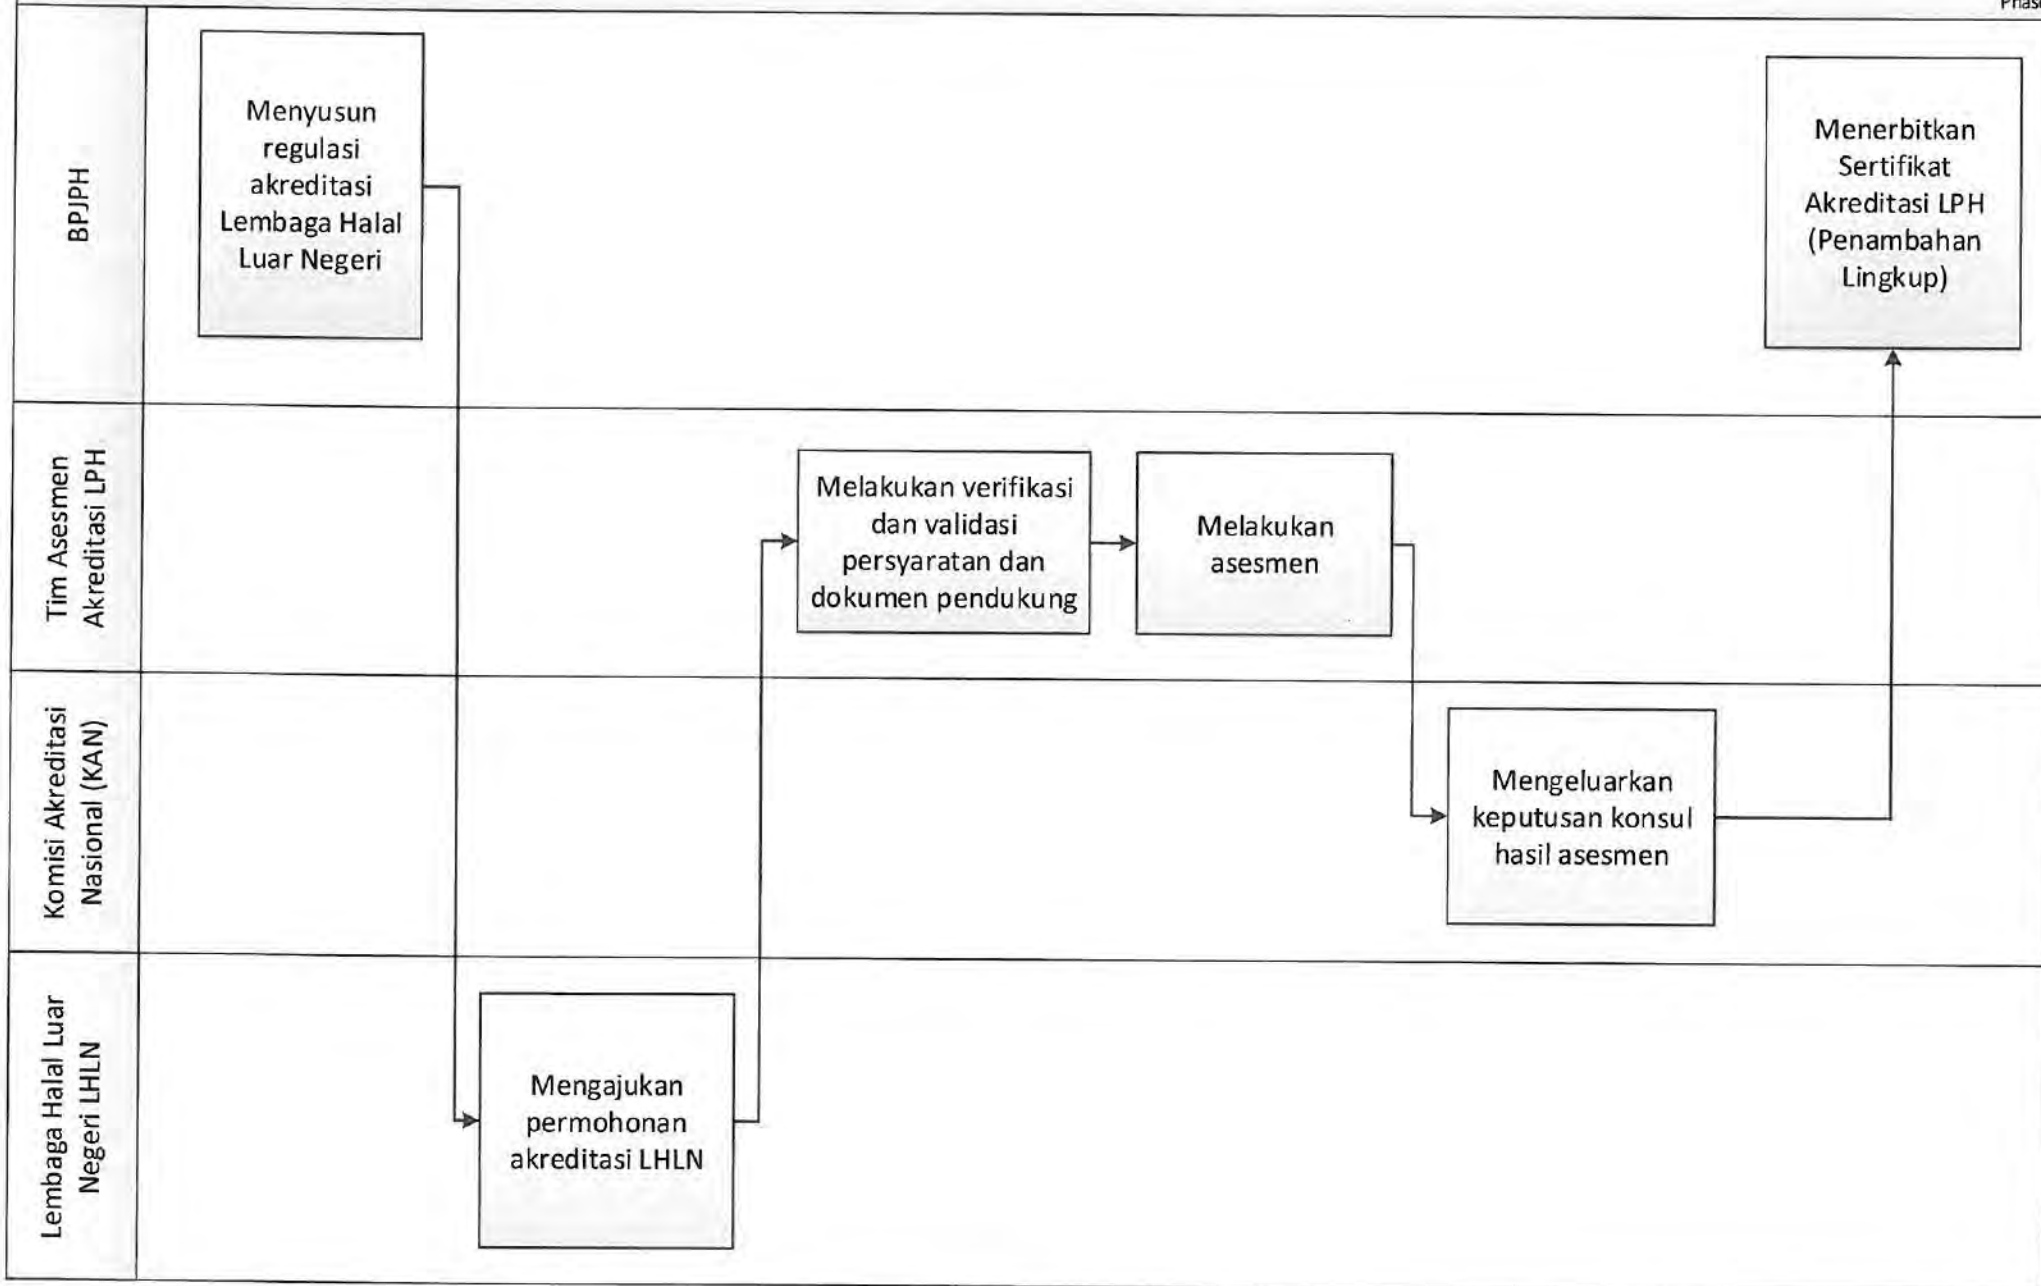 Phase
BPJPH
Menyusun
regulasi
akreditasi
Lembaga Halal
Luar Negeri
Menerbitkan
Sertifikat
Akreditasi LPH
(Penambahan
Lingkup)
Tim Asesmen
Akreditasi LPH
Melakukan verifikasi
dan validasi
persyaratan dan
dokumen pendukung
Melakukan
asesmen
Komisi Akreditasi
Nasional (KAN)
Mengeluarkan
keputusan konsul
hasil asesmen
Lembaga Halal Luar
Negeri LHLN
Mengajukan
permohonan
akreditasi LHLN